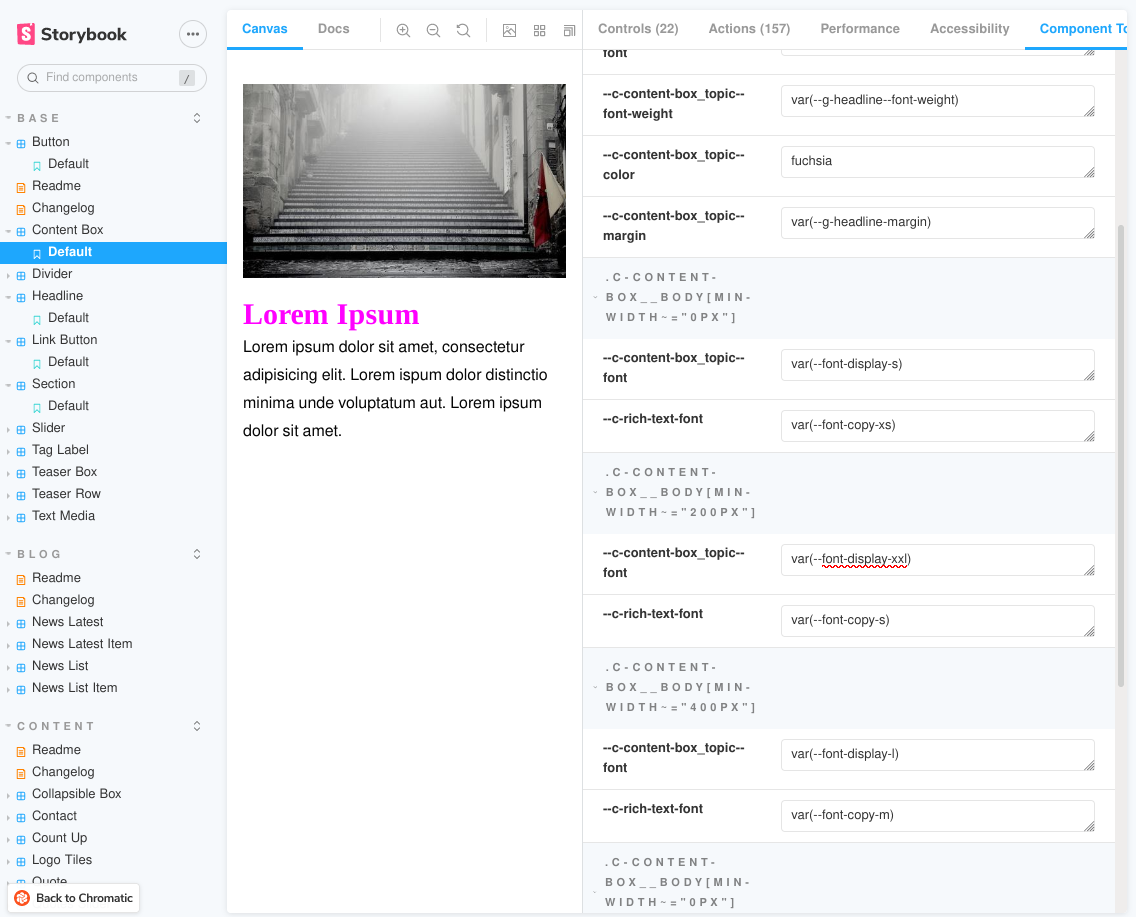 Storybook
Find components
/
BASE
Button
Default
Readme
Changelog
Content Box
Default
Divider
Headline
Default
Link Button
Default
Section
Default
Slider
Tag Label
Teaser Box
Teaser Row
Text Media
BLOG
Readme
Changelog
News Latest
News Latest Item
News List
News List Item
CONTENT
Readme
Changelog
Collapsible Box
Contact
Count Up
Logo Tiles
Quote
Back to Chromatic
Canvas Docs
Lorem Ipsum
Lorem ipsum dolor sit amet, consectetur
adipisicing elit. Lorem ispum dolor distinctio
minima unde voluptatum aut. Lorem ipsum
dolor sit amet.
Controls (22) Actions (157) Performance Accessibility Component To
font
--c-content-box_topic--
font-weight
var(--g-headline--font-weight)
--c-content-box_topic--
color
fuchsia
--c-content-box_topic--
margin
var(--g-headline-margin)
.C-CONTENT-
BOX__BODY[MIN-
WIDTH~="0PX"]
--c-content-box_topic--
font
var(--font-display-s)
--c-rich-text-font
var(--font-copy-xs)
.C-CONTENT-
BOX__BODY[MIN-
WIDTH~="200PX"]
--c-content-box_topic--
font
var(--font-display-xxl)
--c-rich-text-font
var(--font-copy-s)
.C-CONTENT-
BOX__BODY[MIN-
WIDTH~="400PX"]
--c-content-box_topic--
font
var(--font-display-l)
--c-rich-text-font
var(--font-copy-m)
.C-CONTENT-
BOX__BODY[MIN-
WIDTH~="0PX"]